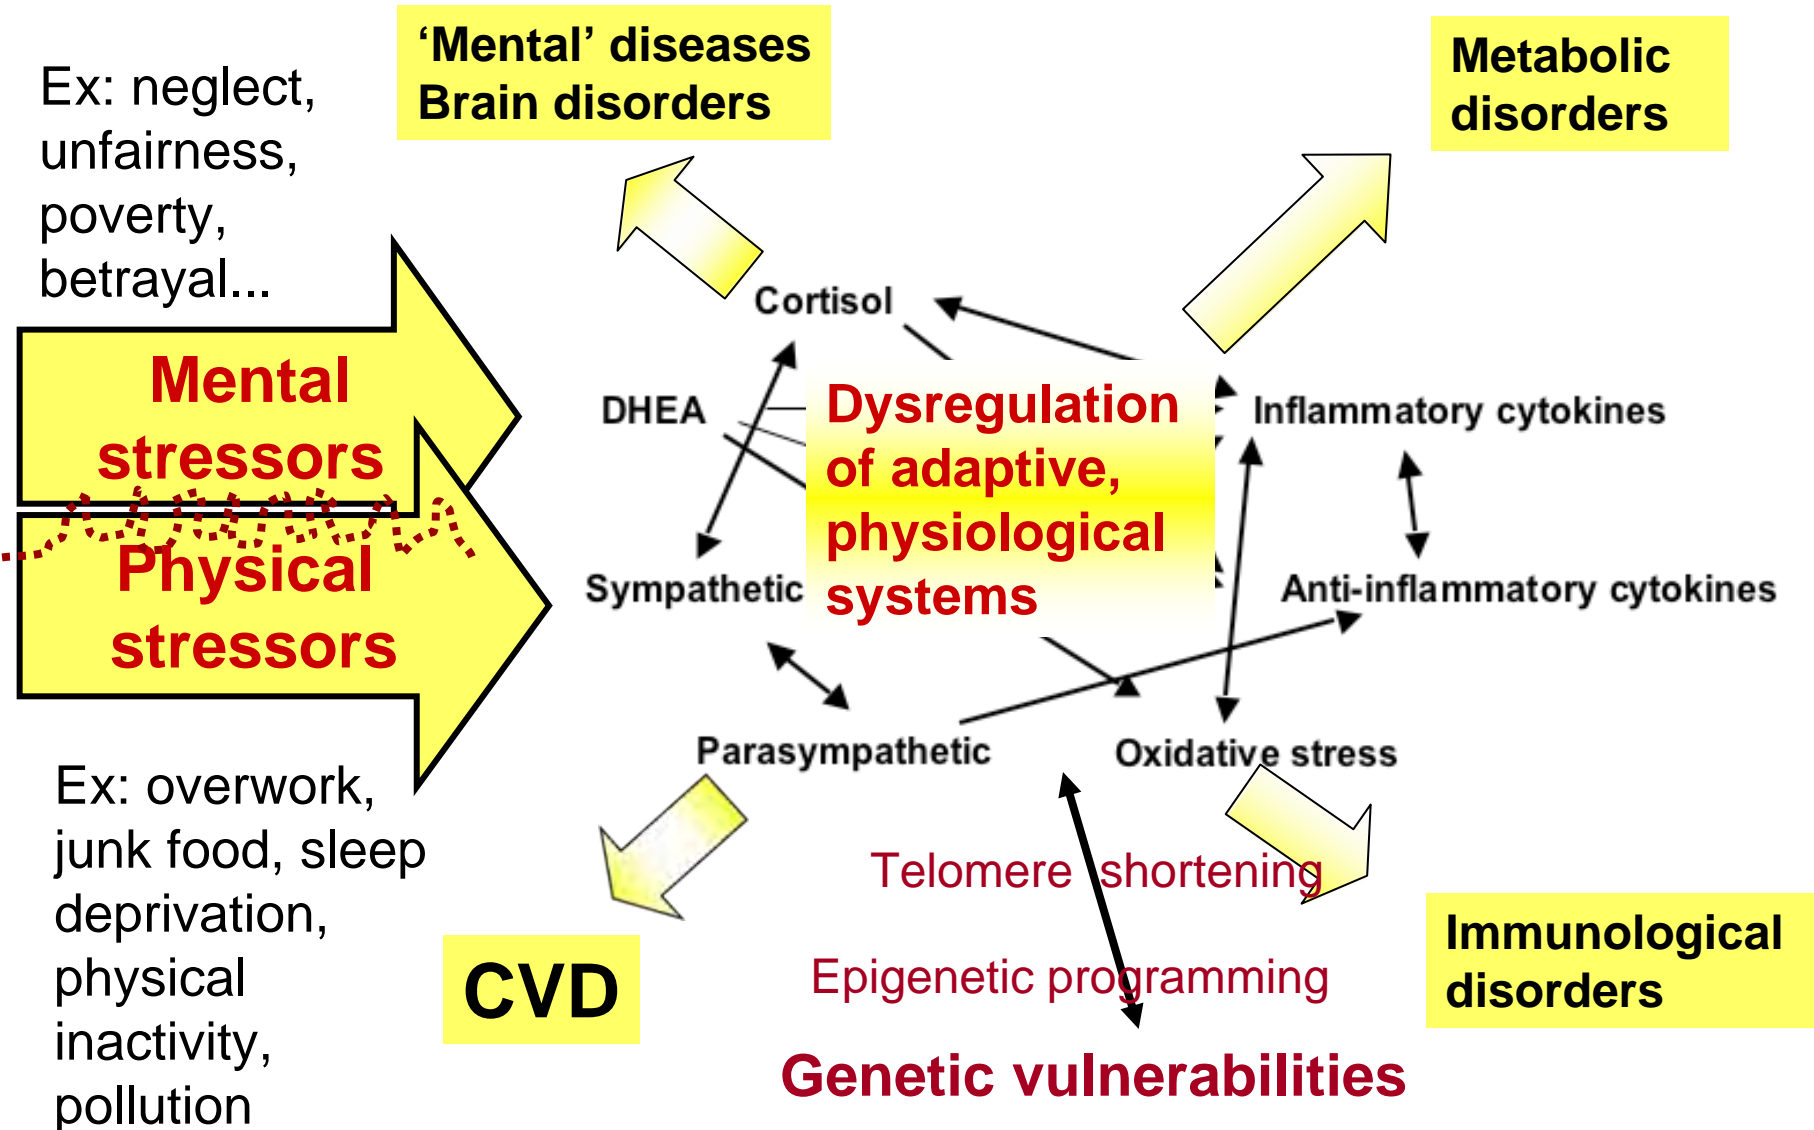 ‘Mental’ diseases
Brain disorders
Metabolic
disorders
Ex: neglect,
unfairness,
poverty,
betrayal...
Mental
stressors
Physical
stressors
Ex: overwork,
junk food, sleep
deprivation,
physical
inactivity,
pollution
Cortisol
DHEA
Dysregulation
of adaptive,
physiological
systems
Inflammatory cytokines
Sympathetic
Anti-inflammatory cytokines
Parasympathetic
Oxidative stress
Telomere shortening
Epigenetic programming
Genetic vulnerabilities
CVD
Immunological
disorders